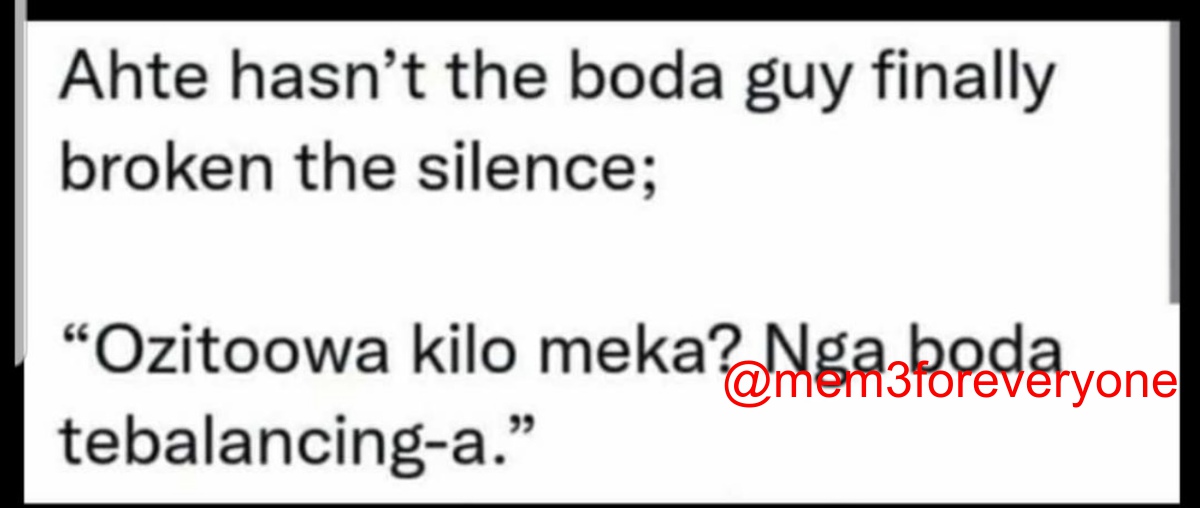 Ahte hasn’t the boda guy finally
broken the silence;
“Ozitoowa kilo meka? Nga boda
@mem3foreveryone
tebalancing-a.”